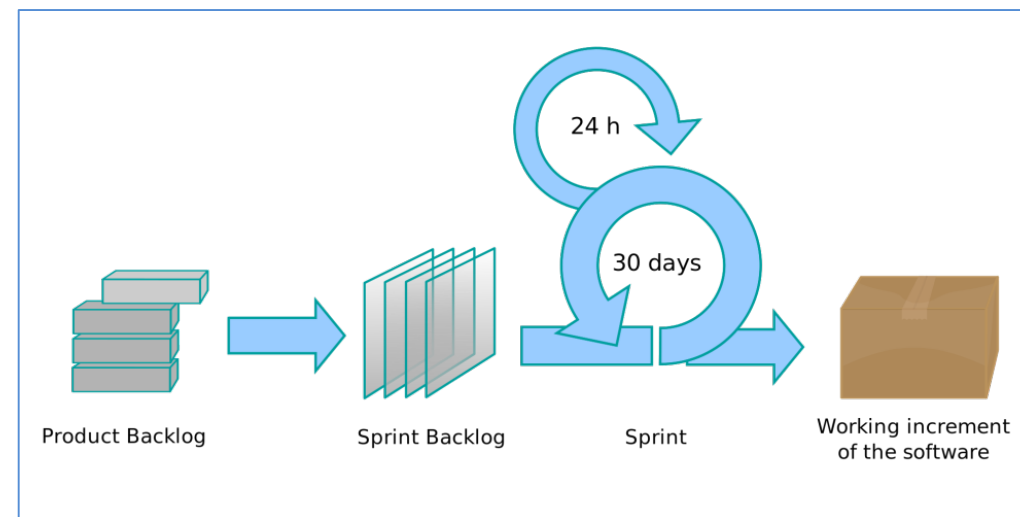 24 h
30 days
Product Backlog
Sprint Backlog
Sprint
Working increment
of the software